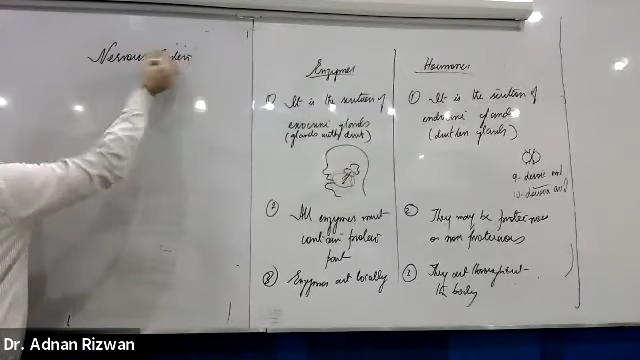 Nervous
Enzymes
① It is the secretion of
exocrine glands
(glands with duct)
② All enzymes must
contain protein
part
③ Enzymes act locally
Hormones
① It is the secretion of
endocrine glands
(ductless glands)
② They may be proteinous
or non proteinous
They act throughout
the body
Dr. Adnan Rizwan